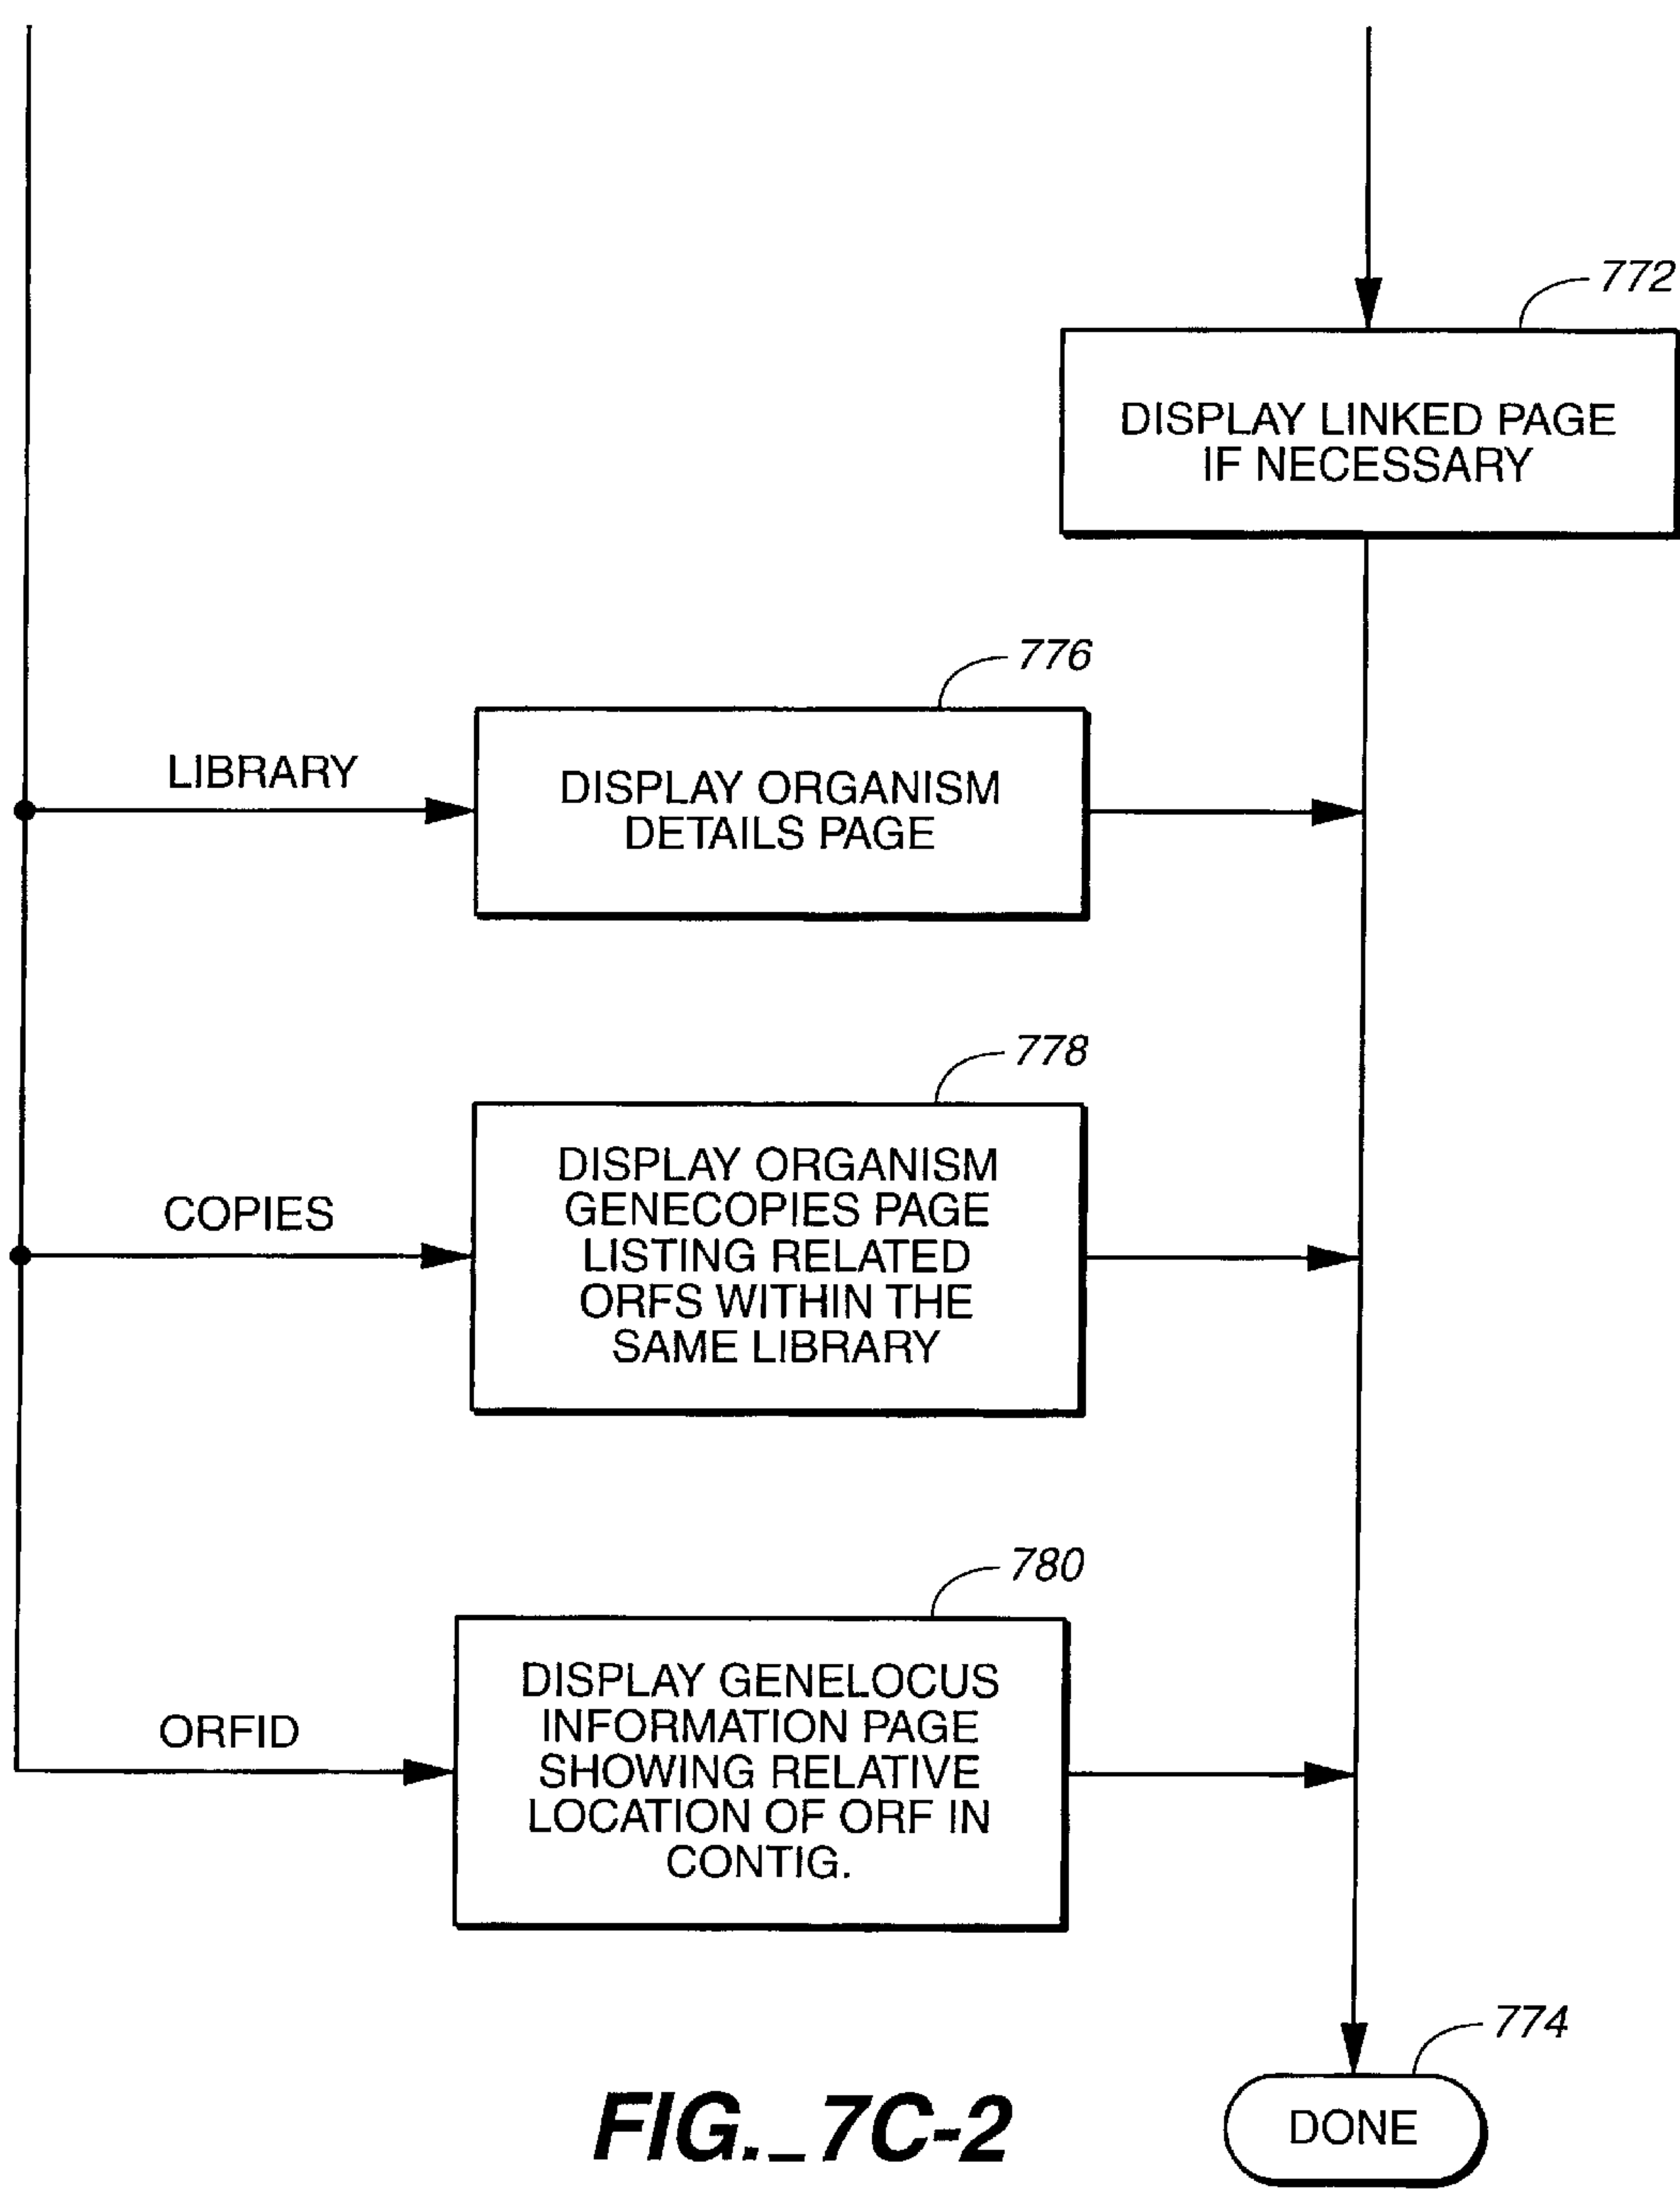 772
DISPLAY LINKED PAGE
IF NECESSARY
776
LIBRARY
DISPLAY ORGANISM
DETAILS PAGE
778
COPIES
DISPLAY ORGANISM
GENECOPIES PAGE
LISTING RELATED
ORFS WITHIN THE
SAME LIBRARY
780
ORFID
DISPLAY GENELOCUS
INFORMATION PAGE
SHOWING RELATIVE
LOCATION OF ORF IN
CONTIG.
774
DONE
FIG._7C-2